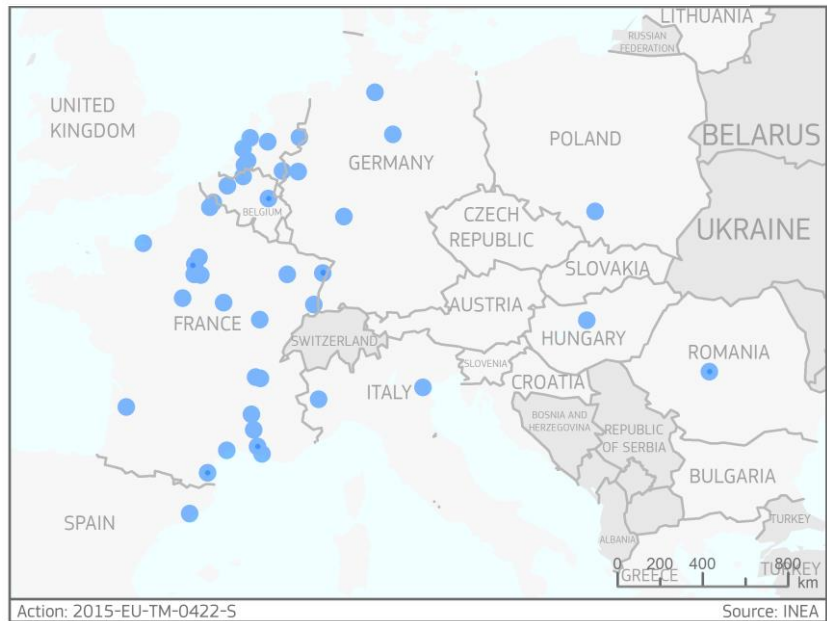 LITHUANIA
RUSSIAN
FEDERATION
UNITED
KINGDOM
POLAND
BELARUS
GERMANY
BELGIUM
CZECH
REPUBLIC
UKRAINE
SLOVAKIA
AUSTRIA
FRANCE
SWITZERLAND
HUNGARY
ROMANIA
SLOVENIA
ITALY
CROATIA
BOSNIA AND
HERZEGOVINA
REPUBLIC
OF SERBIA
BULGARIA
SPAIN
TURKEY
ALBANIA
GREECE
TURKEY
0 200 400 800
km
Action: 2015-EU-TM-0422-S
Source: INEA